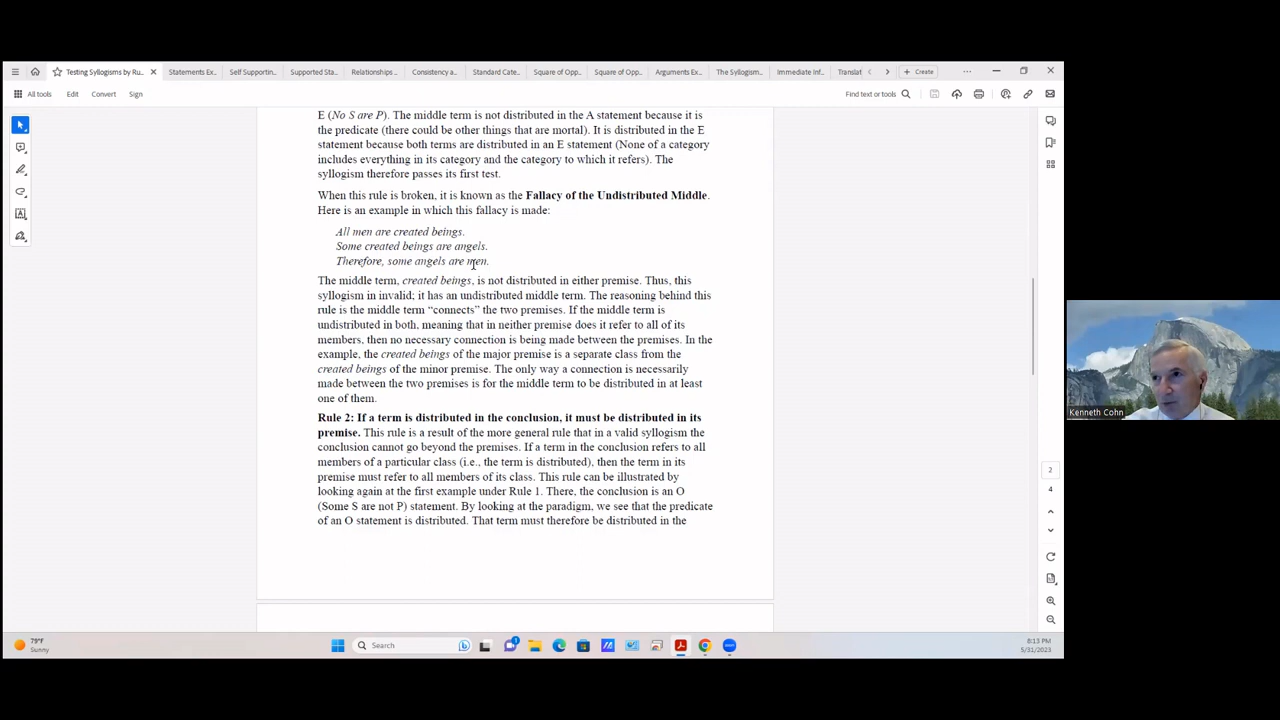 Testing Syllogisms by Ru..
Statements Ex..
Self Supportin..
Supported Sta..
Relationships ..
Consistency a..
Standard Cate..
Square of Opp..
Square of Opp..
Arguments Ex..
The Syllogism..
Immediate Inf..
Translat
Create
All tools
Edit
Convert
Sign
Find text or tools
E (No S are P). The middle term is not distributed in the A statement because it is
the predicate (there could be other things that are mortal). It is distributed in the E
statement because both terms are distributed in an E statement (None of a category
includes everything in its category and the category to which it refers). The
syllogism therefore passes its first test.
When this rule is broken, it is known as the Fallacy of the Undistributed Middle.
Here is an example in which this fallacy is made:
All men are created beings.
Some created beings are angels.
Therefore, some angels are men.
The middle term, created beings, is not distributed in either premise. Thus, this
syllogism in invalid; it has an undistributed middle term. The reasoning behind this
rule is the middle term “connects” the two premises. If the middle term is
undistributed in both, meaning that in neither premise does it refer to all of its
members, then no necessary connection is being made between the premises. In the
example, the created beings of the major premise is a separate class from the
created beings of the minor premise. The only way a connection is necessarily
made between the two premises is for the middle term to be distributed in at least
one of them.
Rule 2: If a term is distributed in the conclusion, it must be distributed in its
premise. This rule is a result of the more general rule that in a valid syllogism the
conclusion cannot go beyond the premises. If a term in the conclusion refers to all
members of a particular class (i.e., the term is distributed), then the term in its
premise must refer to all members of its class. This rule can be illustrated by
looking again at the first example under Rule 1. There, the conclusion is an O
(Some S are not P) statement. By looking at the paradigm, we see that the predicate
of an O statement is distributed. That term must therefore be distributed in the
2
4
Kenneth Cohn
79°F
Sunny
Search
8:13 PM
5/31/2023